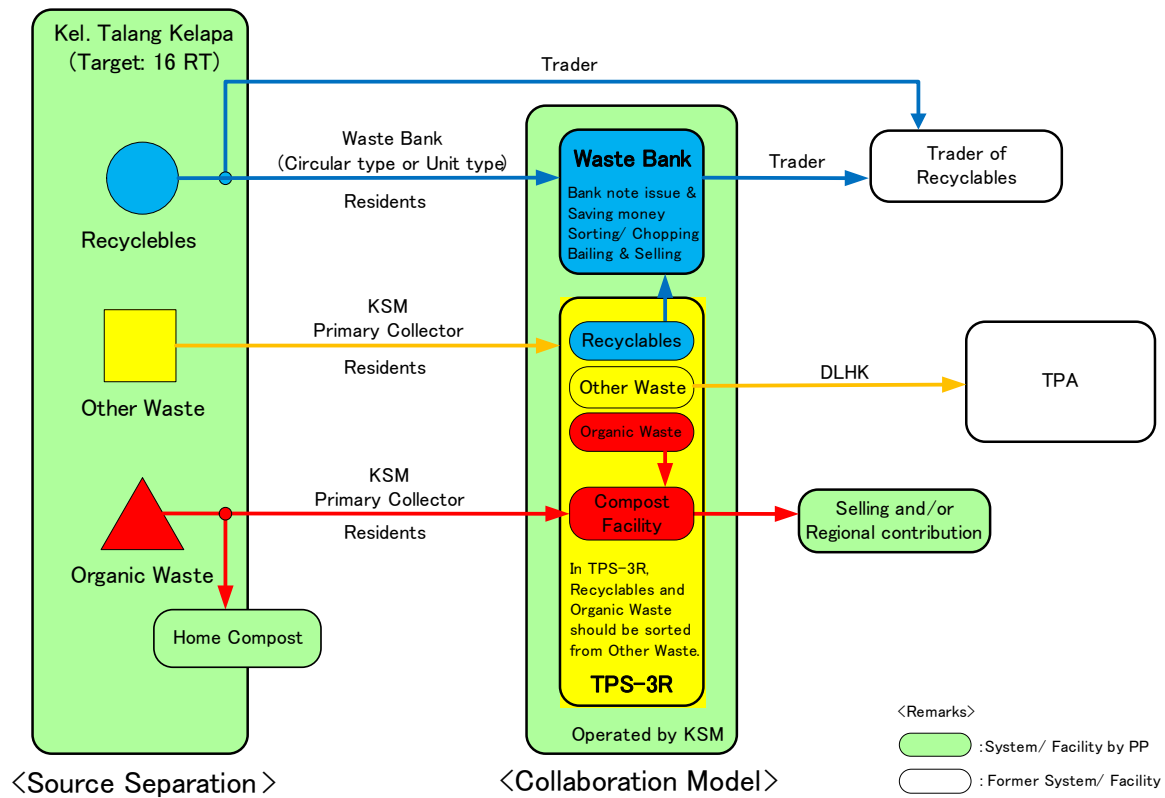 Kel. Talang Kelapa
(Target: 16 RT)
Trader
Waste Bank
(Circular type or Unit type)
Residents
Recyclebles
Waste Bank
Bank note issue &
Saving money
Sorting/ Chopping
Bailing & Selling
Trader
Trader of
Recyclables
KSM
Primary Collector
Residents
Other Waste
Recyclables
Other Waste
Organic Waste
DLHK
TPA
KSM
Primary Collector
Residents
Organic Waste
Compost
Facility
Selling and/or
Regional contribution
Home Compost
In TPS-3R,
Recyclables and
Organic Waste
should be sorted
from Other Waste.
TPS-3R
Operated by KSM
<Source Separation>
<Collaboration Model>
<Remarks>
: System/ Facility by PP
: Former System/ Facility